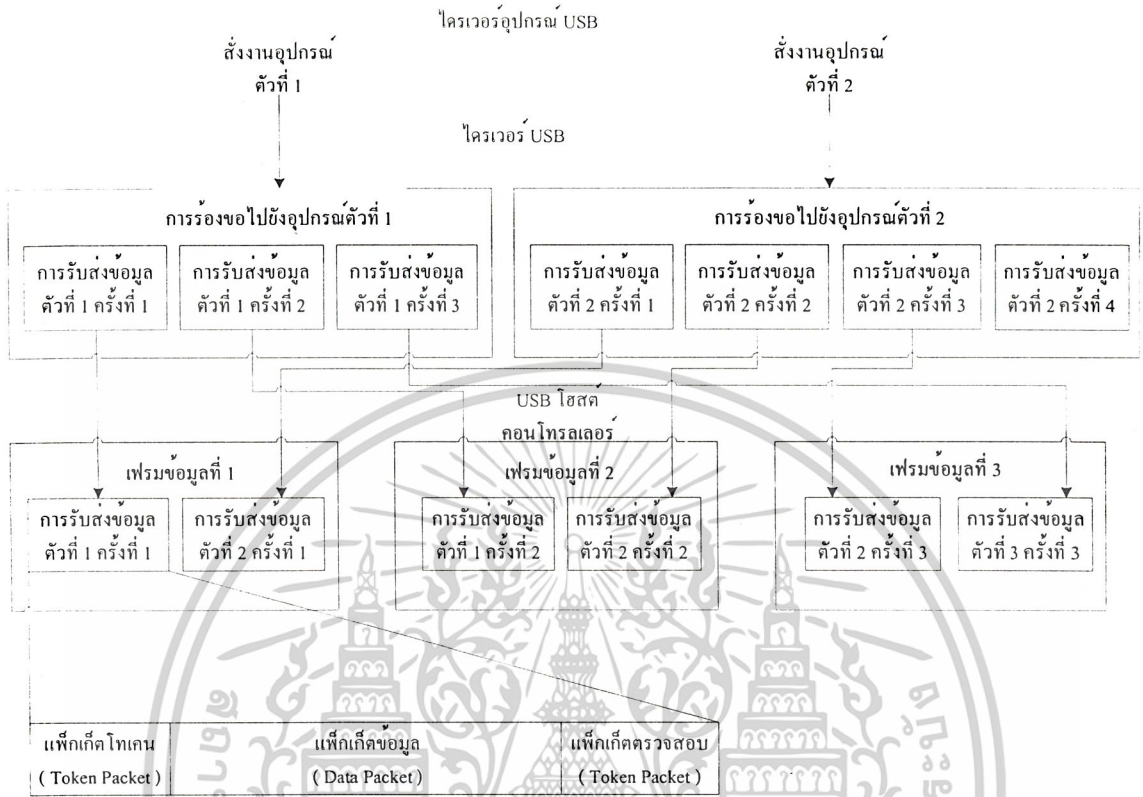 ไดรเวอร์อุปกรณ์ USB
สั่งงานอุปกรณ์
ตัวที่ 1
สั่งงานอุปกรณ์
ตัวที่ 2
ไดรเวอร์ USB
การร้องขอไปยังอุปกรณ์ตัวที่ 1
การรับส่งข้อมูล
ตัวที่ 1 ครั้งที่ 1
การรับส่งข้อมูล
ตัวที่ 1 ครั้งที่ 2
การรับส่งข้อมูล
ตัวที่ 1 ครั้งที่ 3
การร้องขอไปยังอุปกรณ์ตัวที่ 2
การรับส่งข้อมูล
ตัวที่ 2 ครั้งที่ 1
การรับส่งข้อมูล
ตัวที่ 2 ครั้งที่ 2
การรับส่งข้อมูล
ตัวที่ 2 ครั้งที่ 3
การรับส่งข้อมูล
ตัวที่ 2 ครั้งที่ 4
USB โฮสต์
คอนโทรลเลอร์
เฟรมข้อมูลที่ 1
การรับส่งข้อมูล
ตัวที่ 1 ครั้งที่ 1
การรับส่งข้อมูล
ตัวที่ 2 ครั้งที่ 1
เฟรมข้อมูลที่ 2
การรับส่งข้อมูล
ตัวที่ 1 ครั้งที่ 2
การรับส่งข้อมูล
ตัวที่ 2 ครั้งที่ 2
เฟรมข้อมูลที่ 3
การรับส่งข้อมูล
ตัวที่ 2 ครั้งที่ 3
การรับส่งข้อมูล
ตัวที่ 3 ครั้งที่ 3
แพ็กเก็ตโทเคน
( Token Packet )
แพ็กเก็ตข้อมูล
( Data Packet )
แพ็กเก็ตตรวจสอบ
( Token Packet )